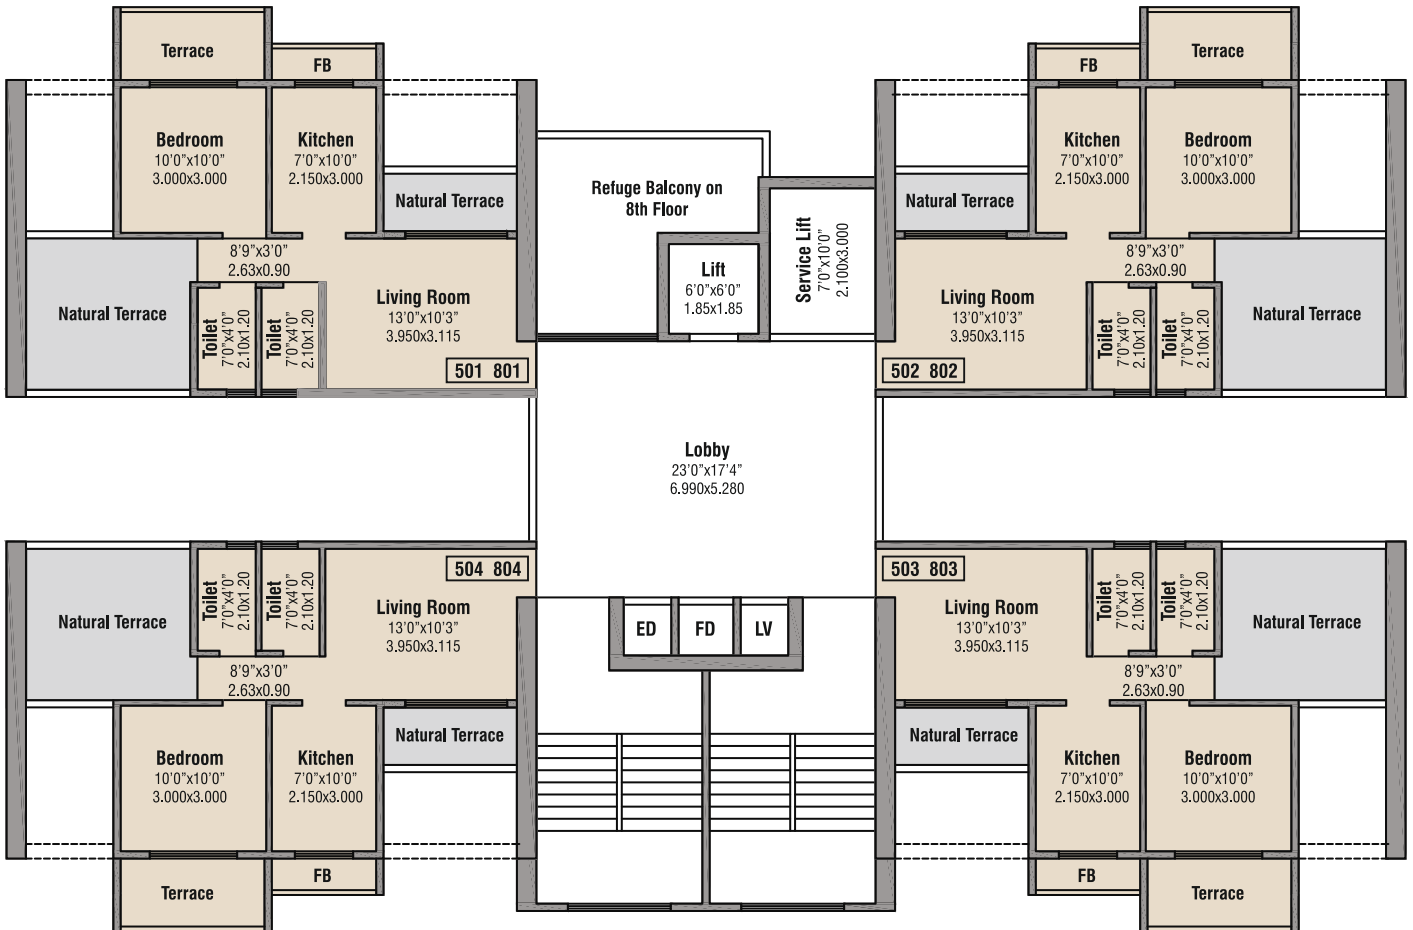 Terrace
FB
Bedroom
10'0"x10'0"
3.000x3.000
Kitchen
7'0"x10'0"
2.150x3.000
Natural Terrace
8'9"x3'0"
2.63x0.90
Natural Terrace
Toilet
7'0"x4'0"
2.10x1.20
Toilet
7'0"x4'0"
2.10x1.20
Living Room
13'0"x10'3"
3.950x3.115
501 801
Refuge Balcony on
8th Floor
Lift
6'0"x6'0"
1.85x1.85
Service Lift
7'0"x10'0"
2.100x3.000
FB
Terrace
Kitchen
7'0"x10'0"
2.150x3.000
Bedroom
10'0"x10'0"
3.000x3.000
Natural Terrace
8'9"x3'0"
2.63x0.90
Living Room
13'0"x10'3"
3.950x3.115
Toilet
7'0"x4'0"
2.10x1.20
Toilet
7'0"x4'0"
2.10x1.20
Natural Terrace
502 802
Lobby
23'0"x17'4"
6.990x5.280
Natural Terrace
Toilet
7'0"x4'0"
2.10x1.20
Toilet
7'0"x4'0"
2.10x1.20
504 804
Living Room
13'0"x10'3"
3.950x3.115
8'9"x3'0"
2.63x0.90
Natural Terrace
Bedroom
10'0"x10'0"
3.000x3.000
Kitchen
7'0"x10'0"
2.150x3.000
FB
Terrace
ED
FD
LV
503 803
Living Room
13'0"x10'3"
3.950x3.115
Toilet
7'0"x4'0"
2.10x1.20
Toilet
7'0"x4'0"
2.10x1.20
Natural Terrace
8'9"x3'0"
2.63x0.90
Natural Terrace
Kitchen
7'0"x10'0"
2.150x3.000
Bedroom
10'0"x10'0"
3.000x3.000
FB
Terrace